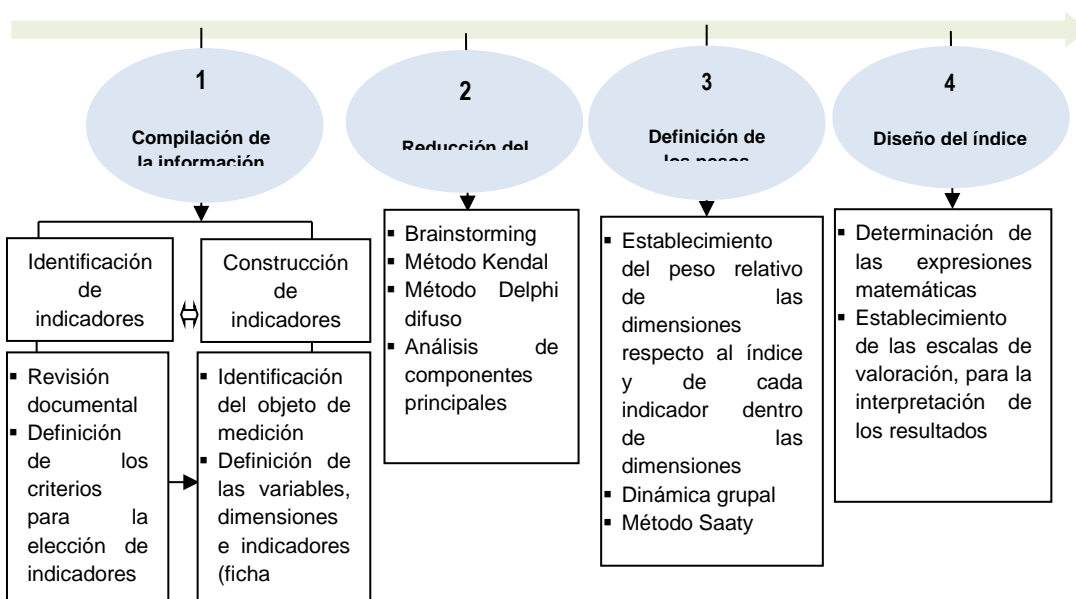 1
Compilación de
la información
2
Reducción del
3
Definición de
los pesos
4
Diseño del índice
Identificación
de
indicadores
Construcción
de
indicadores
▪ Revisión
documental
▪ Definición
de los
criterios
para la
elección de
indicadores
▪ Identificación
del objeto de
medición
▪ Definición de
las variables,
dimensiones
e indicadores
(ficha
▪ Brainstorming
▪ Método Kendal
▪ Método Delphi
difuso
▪ Análisis de
componentes
principales
▪ Establecimiento
del peso relativo
de las
dimensiones
respecto al índice
y de cada
indicador dentro
de las
dimensiones
▪ Dinámica grupal
▪ Método Saaty
▪ Determinación de
las expresiones
matemáticas
▪ Establecimiento
de las escalas de
valoración, para la
interpretación de
los resultados